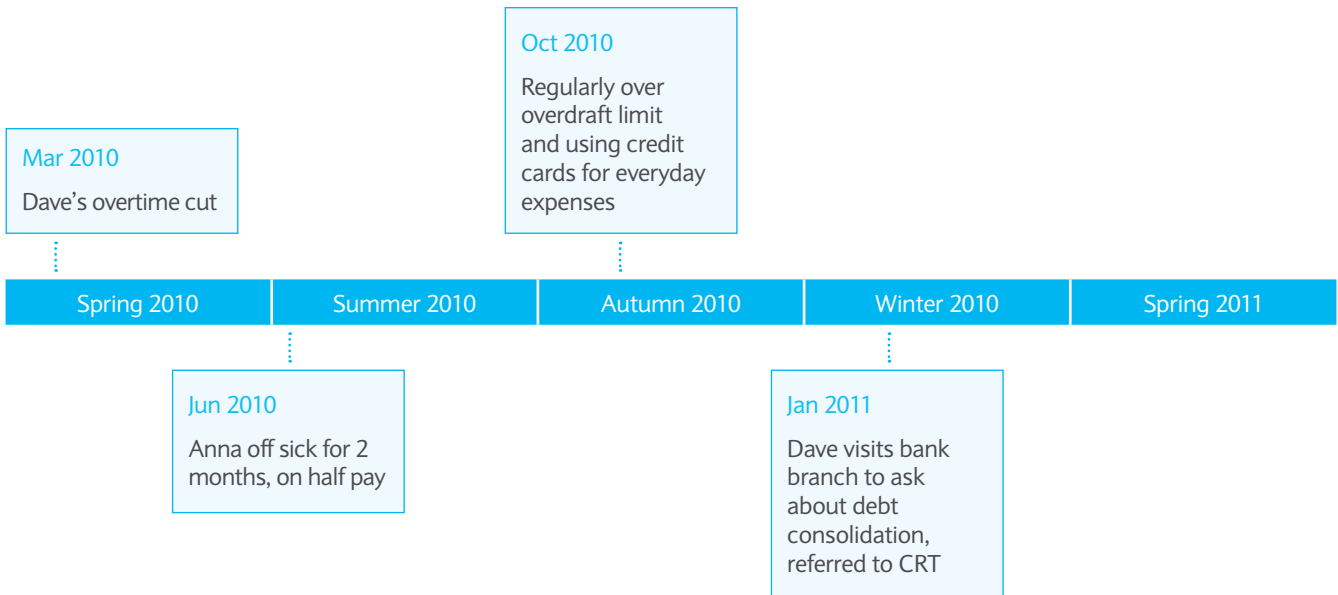 Oct 2010
Regularly over
overdraft limit
and using credit
cards for everyday
expenses
Mar 2010
Dave’s overtime cut
Spring 2010
Summer 2010
Autumn 2010
Winter 2010
Spring 2011
Jun 2010
Anna off sick for 2
months, on half pay
Jan 2011
Dave visits bank
branch to ask
about debt
consolidation,
referred to CRT